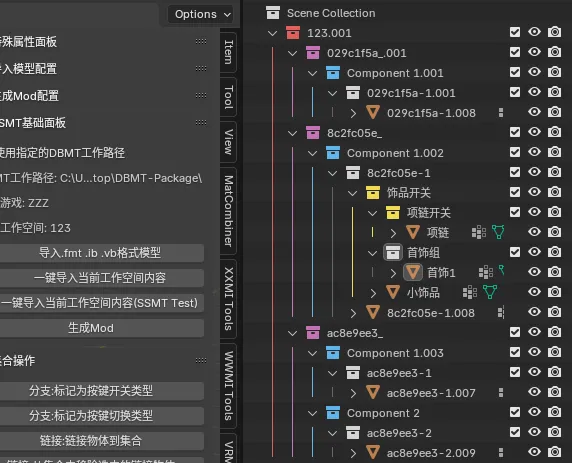 Options
殊属性面板
导入模型配置
生成Mod配置
SMT基础面板
使用指定的DBMT工作路径
MT工作路径: C:\U...top\DBMT-Package\
游戏: ZZZ
工作空间: 123
导入.fmt .ib .vb格式模型
一键导入当前工作空间内容
一键导入当前工作空间内容(SSMT Test)
生成Mod
集合操作
分支:标记为按键开关类型
分支:标记为按键切换类型
链接:链接物体到集合
Item
Tool
View
MatCombiner
XXMI Tools
WWMI Tools
VRM
Scene Collection
123.001
029c1f5a_.001
Component 1.001
029c1f5a-1.001
029c1f5a-1.008
8c2fc05e_
Component 1.002
8c2fc05e-1
饰品开关
项链开关
项链
首饰组
首饰1
小饰品
8c2fc05e-1.008
ac8e9ee3_
Component 1.003
ac8e9ee3-1
ac8e9ee3-1.007
Component 2
ac8e9ee3-2
ac8e9ee3-2.009